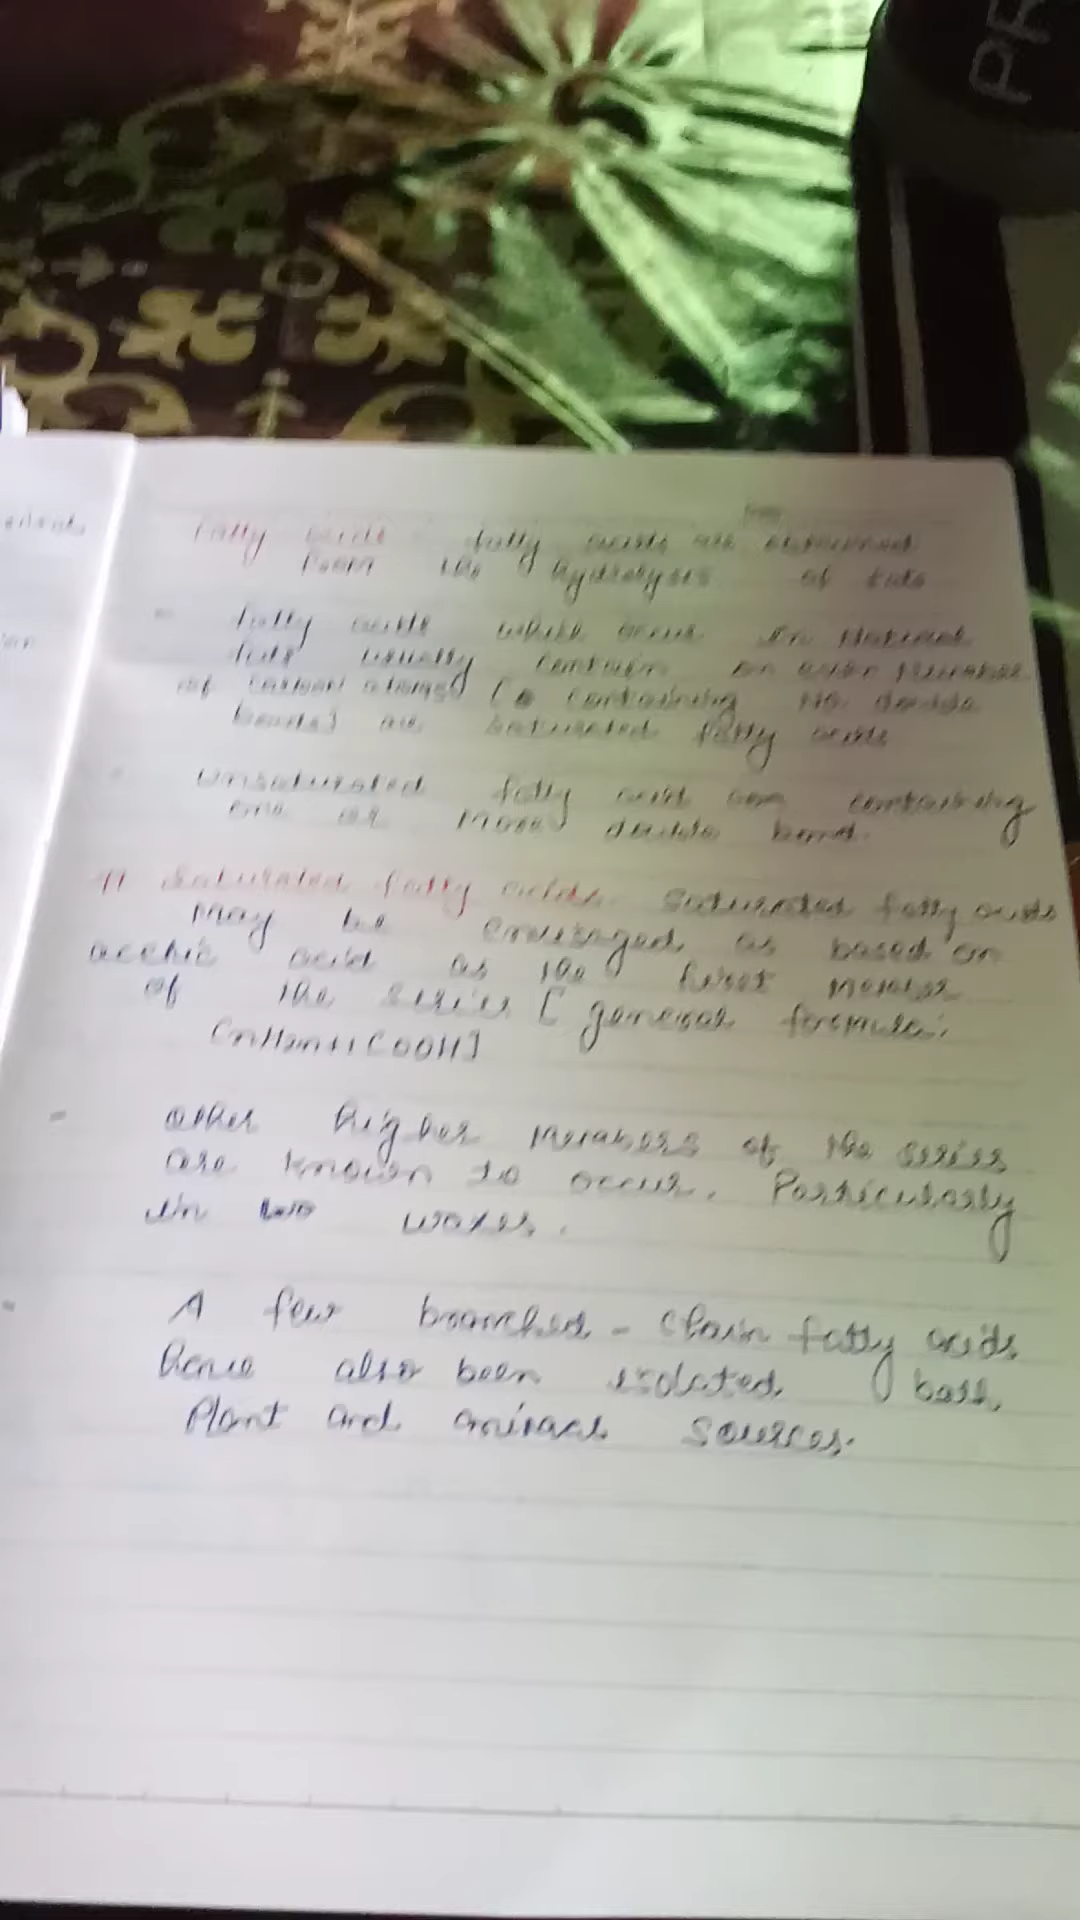 PR
Fatty acids - fatty acids are obtained
from the hydrolysis of fats
- fatty acids which occur in Natural
fats usually contain an even Number
of carbon atoms (containing No double
bonds) are saturated fatty acids
- Unsaturated fatty acid containing
one or More double bond.
Saturated fatty acids. Saturated fatty acids
May be envisaged as based on
acetic acid as the first Member
of the series [general formula:
CnH2n+1COOH]
- other higher Members of the series
are known to occur. Particularly
in waxes.
- A few branched - chain fatty acids
have also been isolated both
Plant and animal sources.